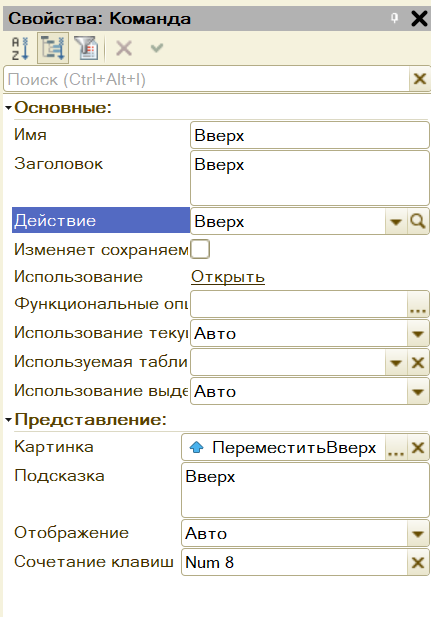 Свойства: Команда
Поиск (Ctrl+Alt+I)
Основные:
Имя Вверх
Заголовок Вверх
Действие Вверх
Изменяет сохраняем
Использование Открыть
Функциональные опц ...
Использование теку Авто
Используемая табли
Использование выде Авто
Представление:
Картинка ПереместитьВверх ...
Подсказка Вверх
Отображение Авто
Сочетание клавиш Num 8